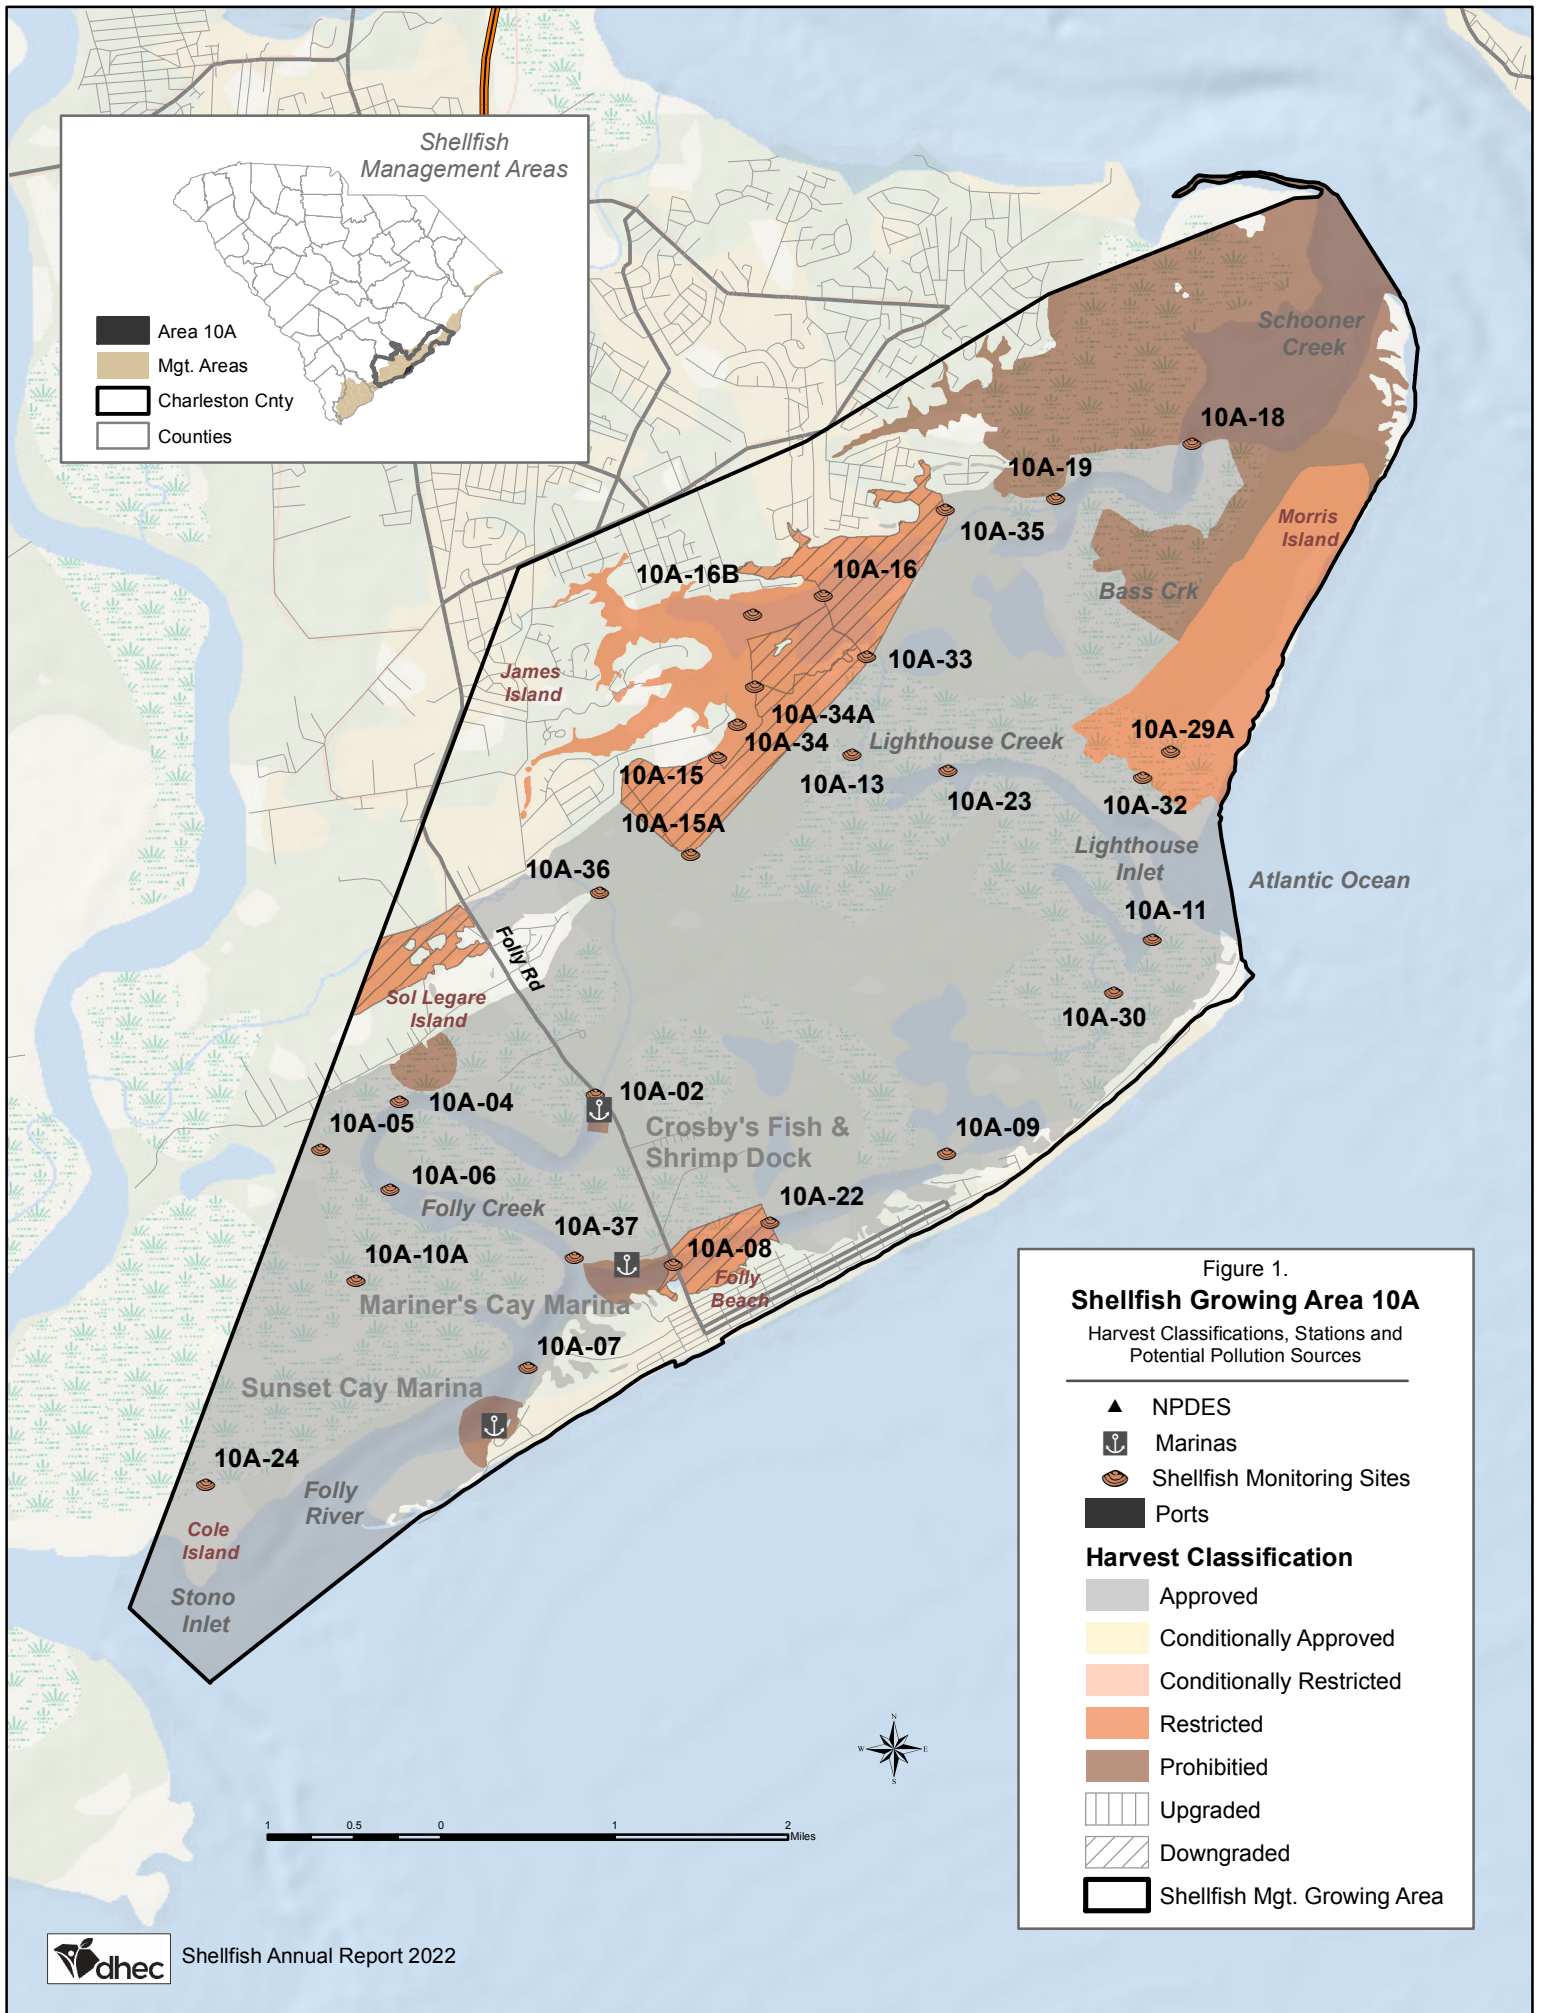 Shellfish
Management Areas
Area 10A
Mgt. Areas
Charleston Cnty
Counties
Schooner
Creek
10A-18
10A-19
10A-35
Morris
Island
10A-16B
10A-16
Bass Crk
10A-33
James
Island
10A-34A
10A-34
Lighthouse Creek
10A-29A
10A-15
10A-13
10A-23
10A-32
10A-15A
Lighthouse
Inlet
10A-36
Atlantic Ocean
10A-11
Folly Rd
Sol Legare
Island
10A-30
10A-02
10A-04
10A-05
Crosby's Fish &
Shrimp Dock
10A-09
10A-06
Folly Creek
10A-22
10A-37
10A-10A
10A-08
Folly
Beach
Mariner's Cay Marina
10A-07
Sunset Cay Marina
10A-24
Folly
River
Cole
Island
Stono
Inlet
Figure 1.
Shellfish Growing Area 10A
Harvest Classifications, Stations and
Potential Pollution Sources
NPDES
Marinas
Shellfish Monitoring Sites
Ports
Harvest Classification
Approved
Conditionally Approved
Conditionally Restricted
Restricted
Prohibitied
Upgraded
Downgraded
Shellfish Mgt. Growing Area
N
W E
S
1 0.5 0 1 2
Miles
dhec
Shellfish Annual Report 2022